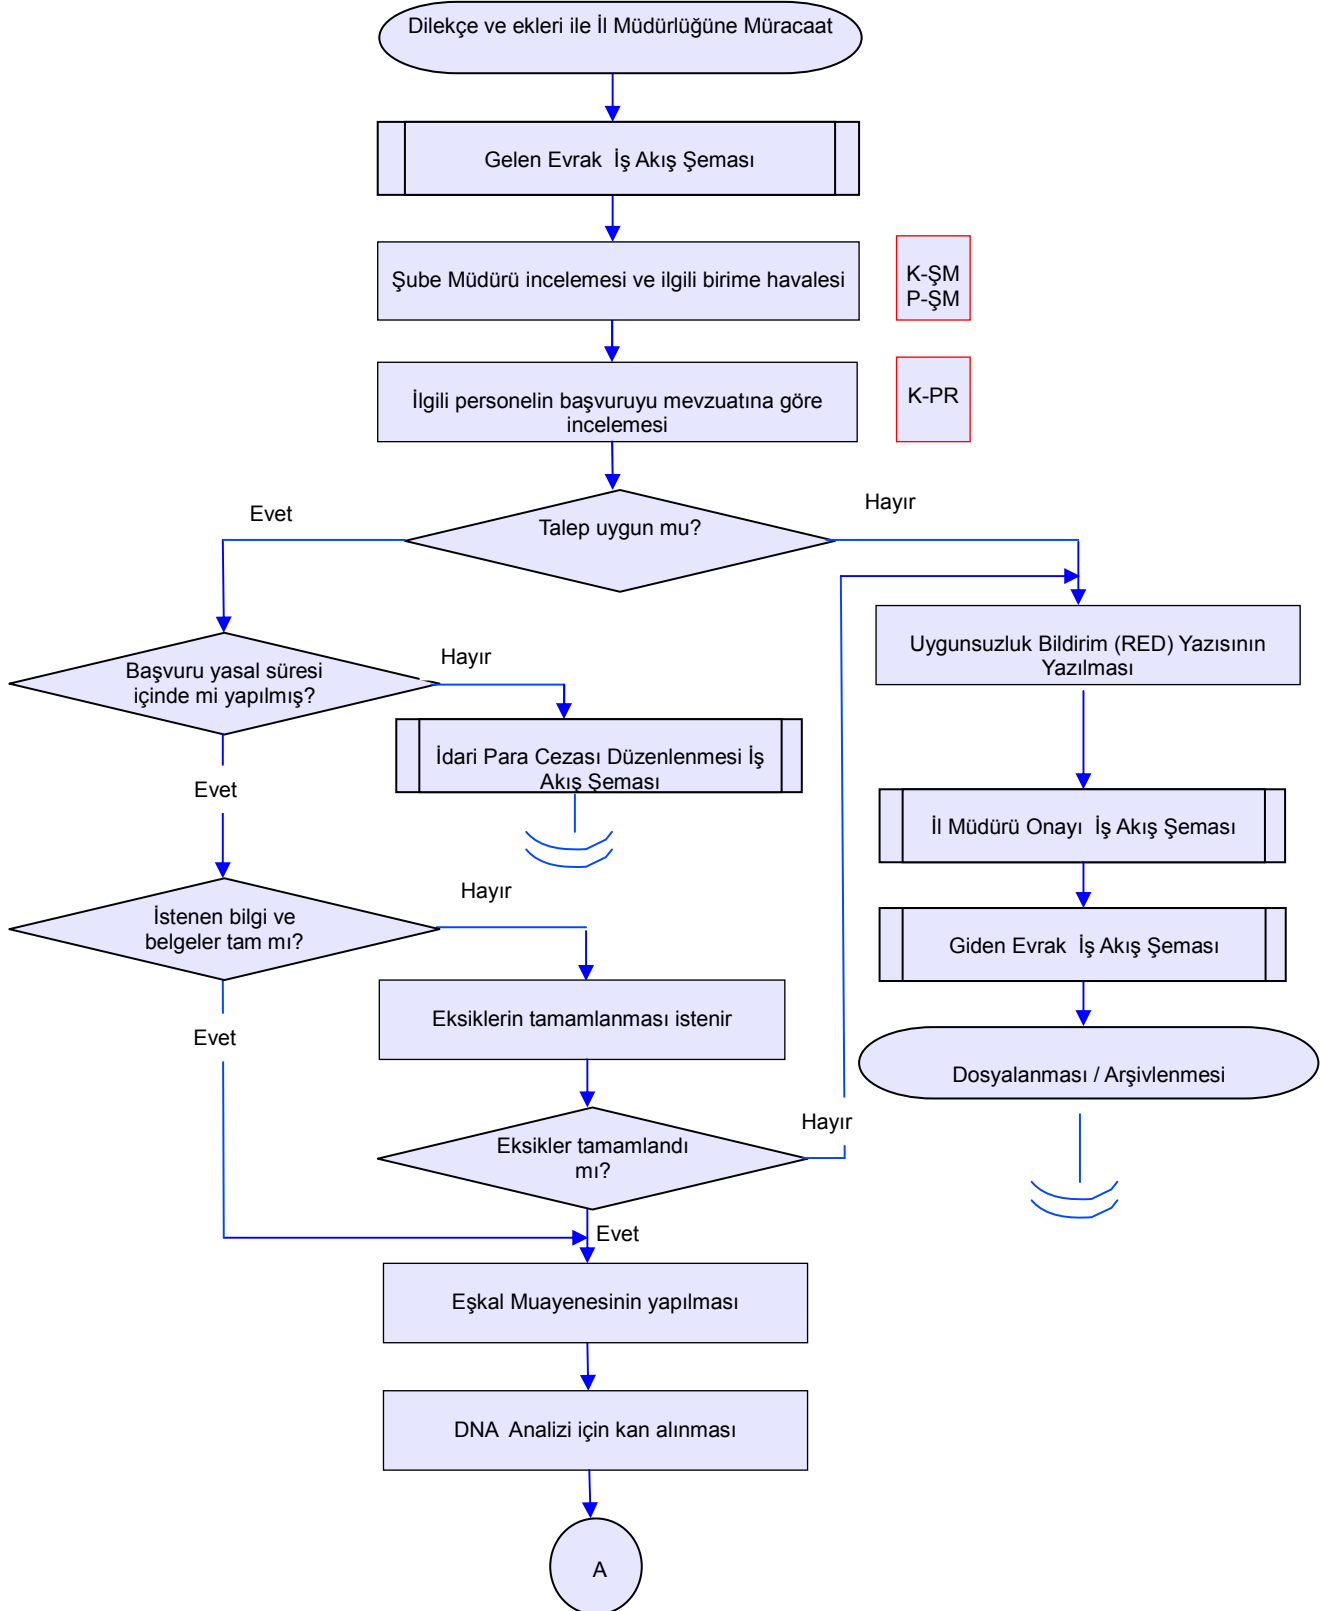 Dilekçe ve ekleri ile İl Müdürlüğüne Müracaat
Gelen Evrak İş Akış Şeması
Şube Müdürü incelemesi ve ilgili birime havalesi
K-ŞM
P-ŞM
İlgili personelin başvuruyu mevzuatına göre
incelemesi
K-PR
Talep uygun mu?
Evet
Hayır
Başvuru yasal süresi
içinde mi yapılmış?
Hayır
Uygunsuzluk Bildirim (RED) Yazısının
Yazılması
İdari Para Cezası Düzenlenmesi İş
Akış Şeması
Evet
İl Müdürü Onayı İş Akış Şeması
İstenen bilgi ve
belgeler tam mı?
Hayır
Giden Evrak İş Akış Şeması
Eksiklerin tamamlanması istenir
Evet
Dosyalanması / Arşivlenmesi
Eksikler tamamlandı
mı?
Hayır
Evet
Eşkal Muayenesinin yapılması
DNA Analizi için kan alınması
A